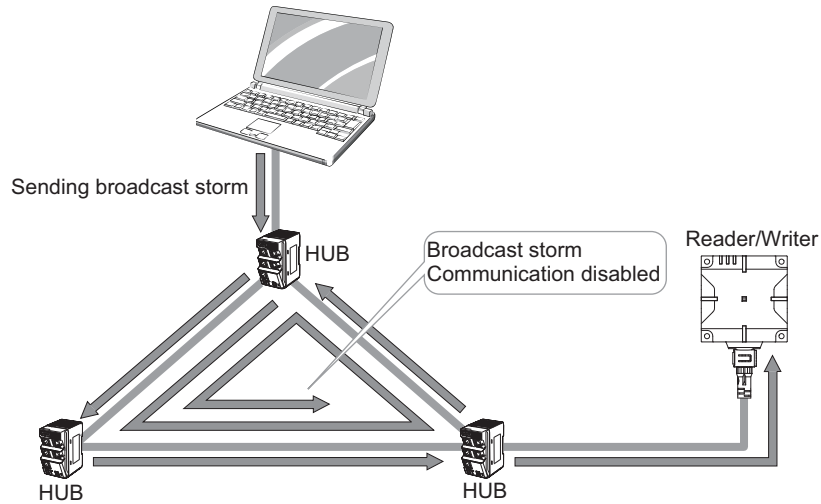 Sending broadcast storm
HUB
Broadcast storm
Communication disabled
Reader/Writer
HUB
HUB